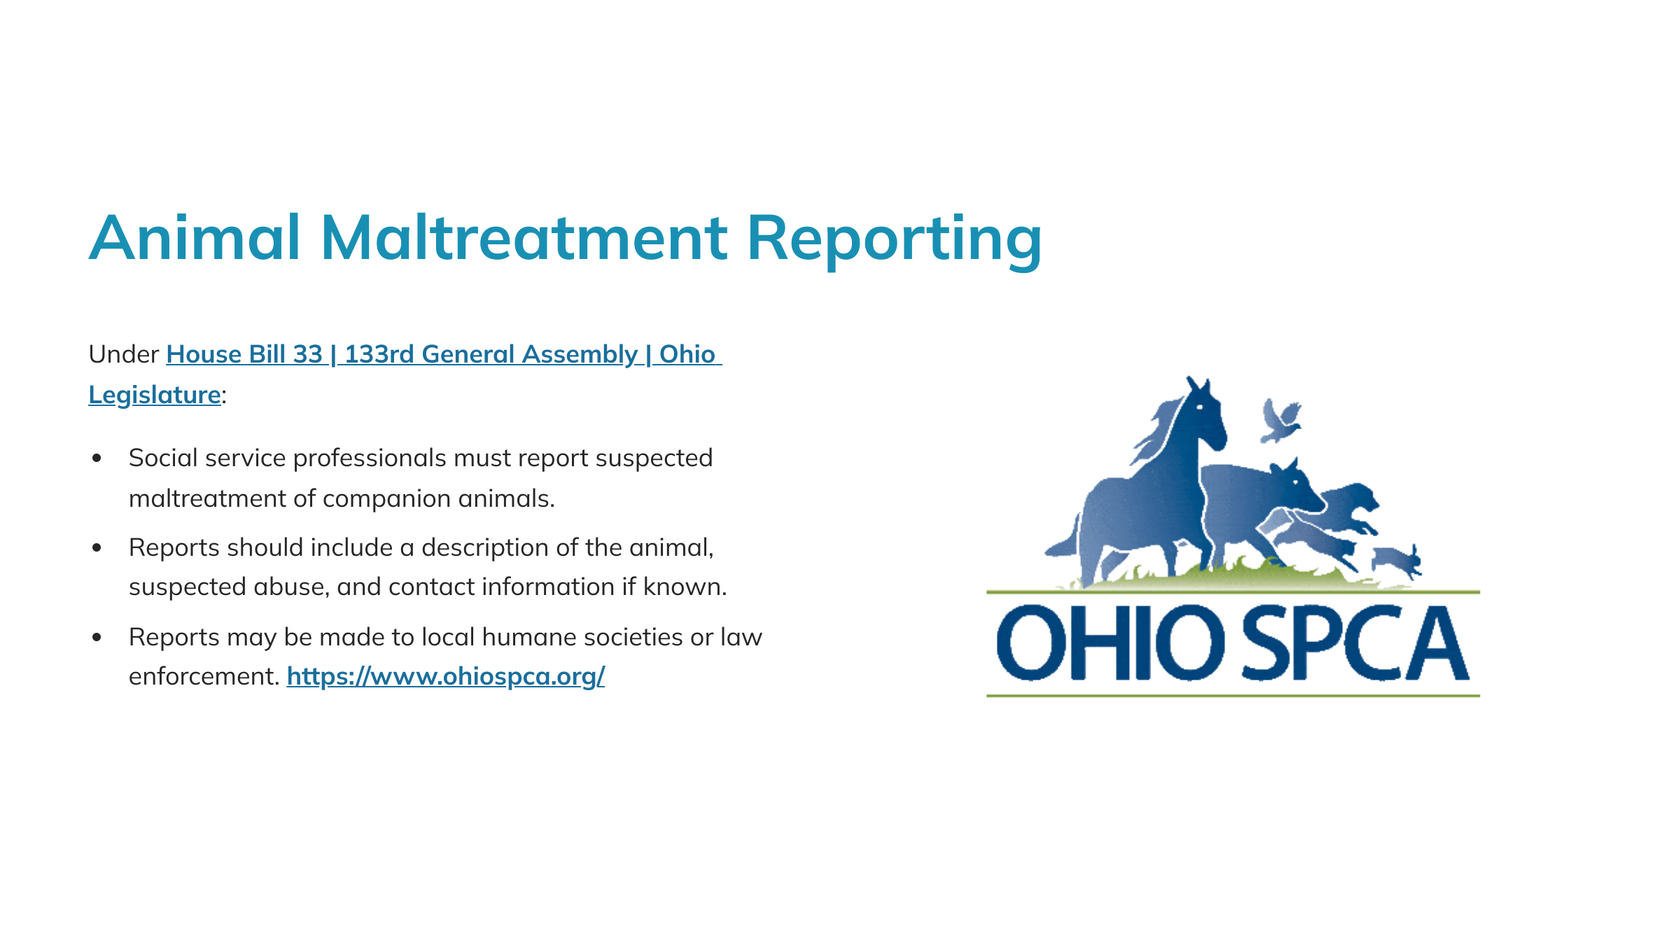 Animal Maltreatment Reporting
Under House Bill 33 | 133rd General Assembly | Ohio
Legislature:
• Social service professionals must report suspected
maltreatment of companion animals.
• Reports should include a description of the animal,
suspected abuse, and contact information if known.
• Reports may be made to local humane societies or law
enforcement. https://www.ohiospca.org/
OHIO SPCA